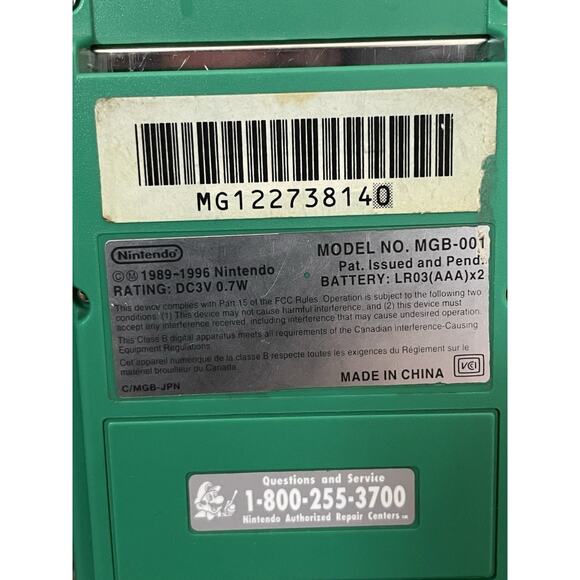 MG122738140
Nintendo
©Ⓜ 1989-1996 Nintendo
RATING: DC3V 0.7W
MODEL NO. MGB-001
Pat. Issued and Pend.
BATTERY: LR03(AAA)x2
This device complies with Part 15 of the FCC Rules. Operation is subject to the following two
conditions: (1) This device may not cause harmful interference, and (2) this device must
accept any interference received, including interference that may cause undesired operation.
This Class B digital apparatus meets all requirements of the Canadian Interference-Causing
Equipment Regulations.
Cet appareil numérique de la classe B respecte toutes les exigences du Règlement sur le
matériel brouilleur du Canada.
C/MGB-JPN
MADE IN CHINA
VCI
Questions and Service
1-800-255-3700
Nintendo Authorized Repair Centers